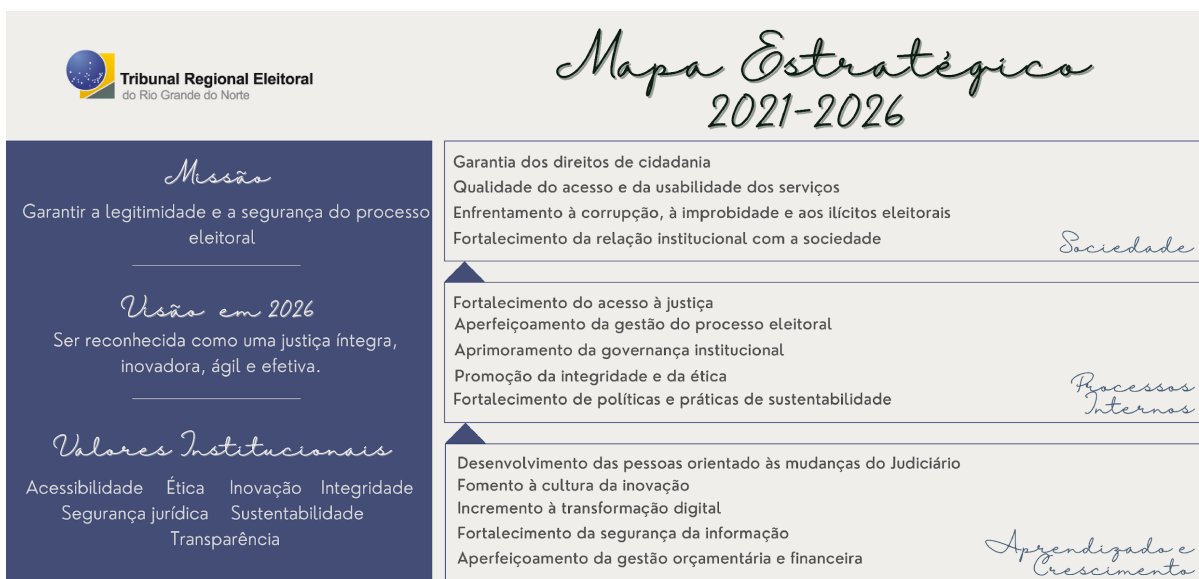 Tribunal Regional Eleitoral
do Rio Grande do Norte
Mapa Estratégico
2021-2026
Missão
Garantir a legitimidade e a segurança do processo
eleitoral
Visão em 2026
Ser reconhecida como uma justiça íntegra,
inovadora, ágil e efetiva.
Valores Institucionais
Acessibilidade Ética Inovação Integridade
Segurança jurídica Sustentabilidade
Transparência
Garantia dos direitos de cidadania
Qualidade do acesso e da usabilidade dos serviços
Enfrentamento à corrupção, à improbidade e aos ilícitos eleitorais
Fortalecimento da relação institucional com a sociedade
Sociedade
Fortalecimento do acesso à justiça
Aperfeiçoamento da gestão do processo eleitoral
Aprimoramento da governança institucional
Promoção da integridade e da ética
Fortalecimento de políticas e práticas de sustentabilidade
Processos
Internos
Desenvolvimento das pessoas orientado às mudanças do Judiciário
Fomento à cultura da inovação
Incremento à transformação digital
Fortalecimento da segurança da informação
Aperfeiçoamento da gestão orçamentária e financeira
Aprendizado e
Crescimento